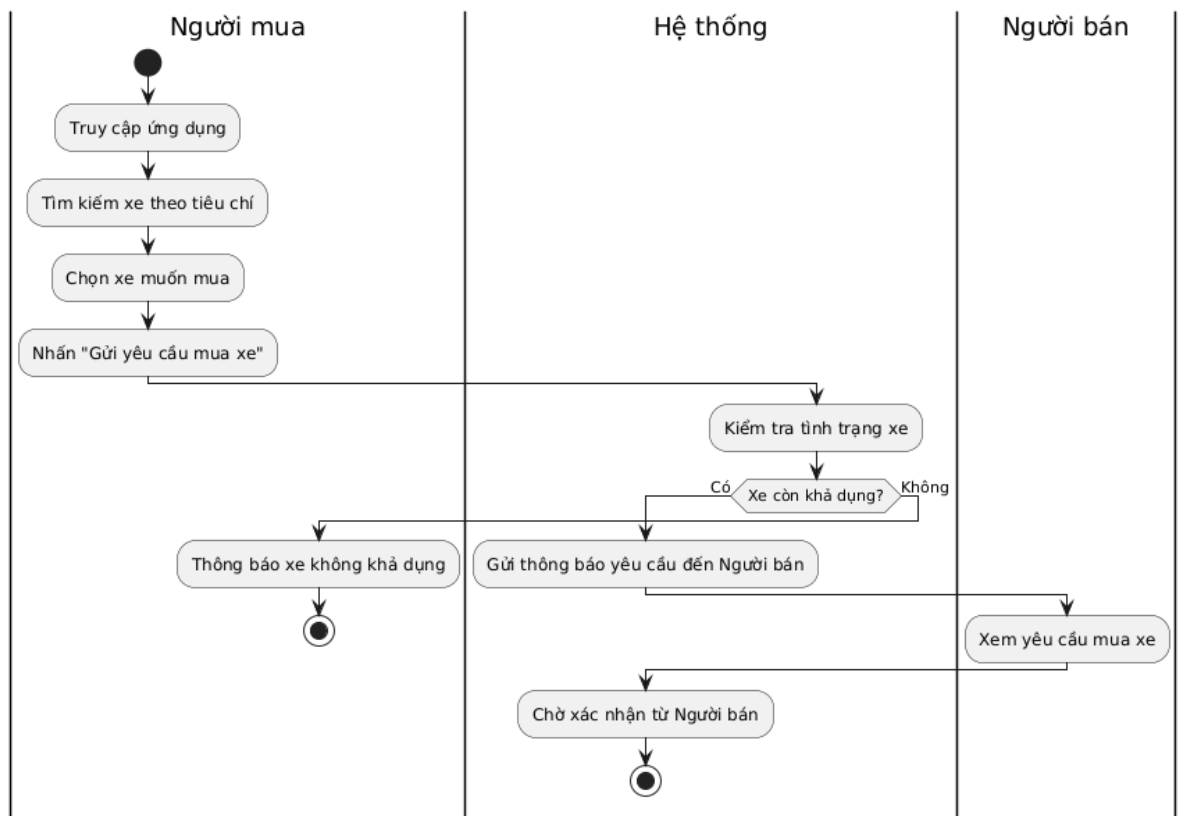 Người mua
Hệ thống
Người bán
Truy cập ứng dụng
Tìm kiếm xe theo tiêu chí
Chọn xe muốn mua
Nhấn "Gửi yêu cầu mua xe"
Kiểm tra tình trạng xe
Có
Xe còn khả dụng?
Không
Thông báo xe không khả dụng
Gửi thông báo yêu cầu đến Người bán
Xem yêu cầu mua xe
Chờ xác nhận từ Người bán